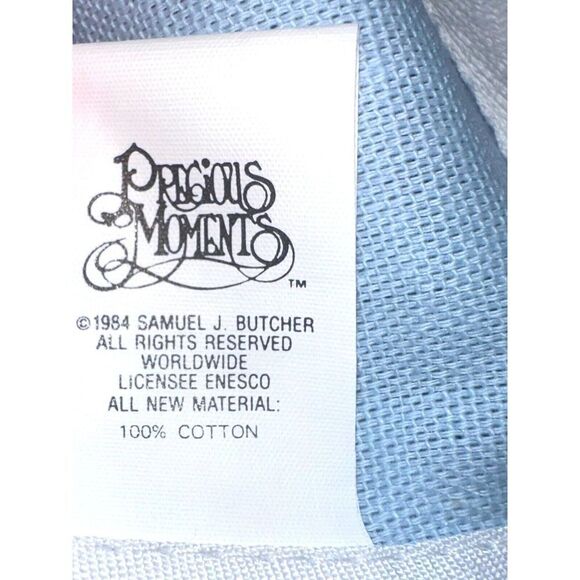 PRECIOUS
MOMENTS
TM
©1984 SAMUEL J. BUTCHER
ALL RIGHTS RESERVED
WORLDWIDE
LICENSEE ENESCO
ALL NEW MATERIAL:
100% COTTON